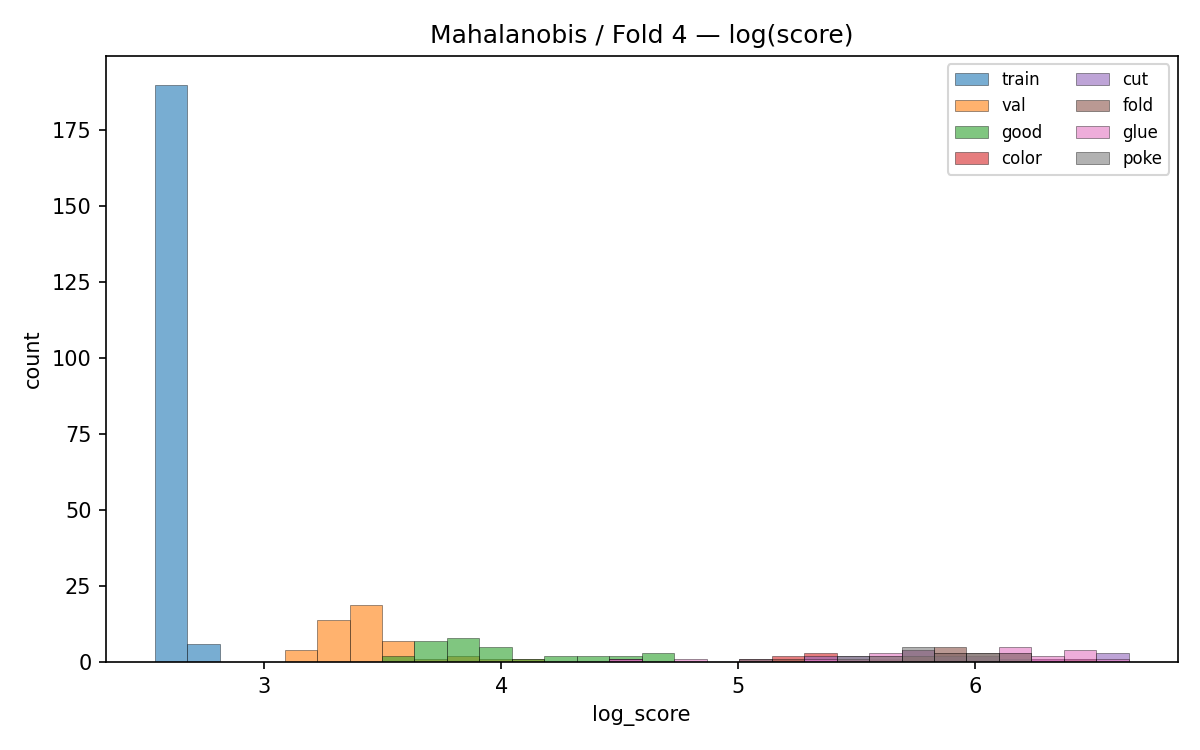 Mahalanobis / Fold 4 — log(score)
train
val
good
color
cut
fold
glue
poke
count
175
150
125
100
75
50
25
0
3
4
5
6
log_score